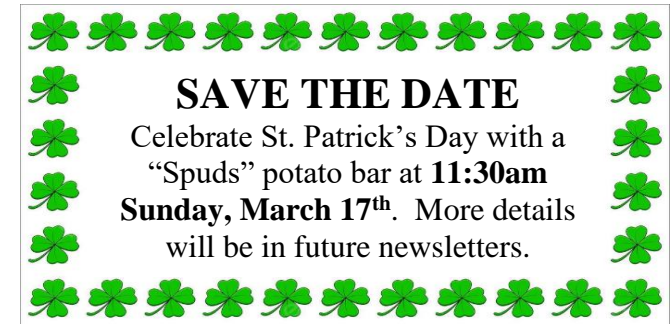 SAVE THE DATE
Celebrate St. Patrick’s Day with a
“Spuds” potato bar at 11:30am
Sunday, March 17th.  More details
will be in future newsletters.